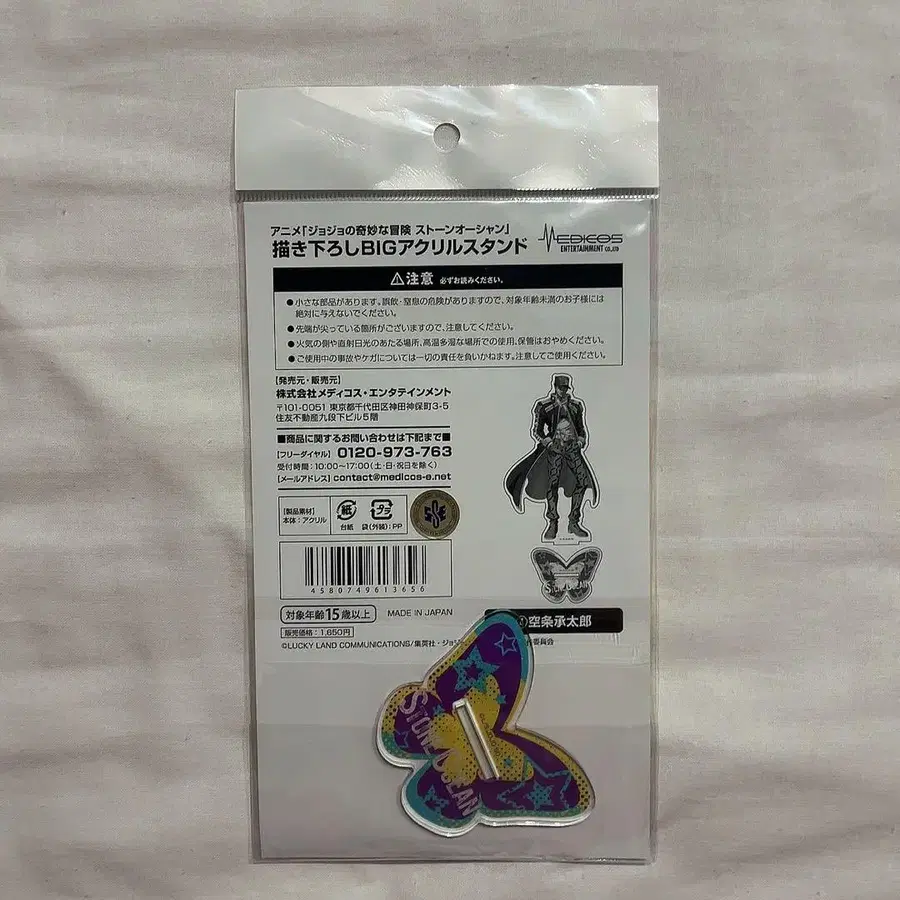 アニメ「ジョジョの奇妙な冒険 ストーンオーシャン」
描き下ろしBIGアクリルスタンド
MEDICOS
ENTERTAINMENT CO.,LTD
注意 必ずお読みください。
●小さな部品があります。誤飲・窒息の危険がありますので、対象年齢未満のお子様には
絶対に与えないでください。
●先端が尖っている箇所がございますので、注意してください。
●火気の側や直射日光のあたる場所、高温多湿な場所での使用、保管はおやめください。
●ご使用中の事故やケガについては一切の責任を負いかねます。注意してご使用ください。
【発売元・販売元】
株式会社メディコス・エンタテインメント
〒101-0051 東京都千代田区神田神保町3-5
住友不動産九段下ビル5階
■商品に関するお問い合わせは下記まで■
【フリーダイヤル】 0120-973-763
受付時間：10:00〜17:00（土・日・祝日を除く）
【メールアドレス】contact@medicos-e.net
【製品素材】
本体：アクリル
紙
台紙
プラ
袋（外装）：PP
4580749613656
対象年齢15歳以上
MADE IN JAPAN
販売価格：1,650円
©LUCKY LAND COMMUNICATIONS/集英社・ジョジ
委員会
空条承太郎
STONE OCEAN
STONE OCEAN